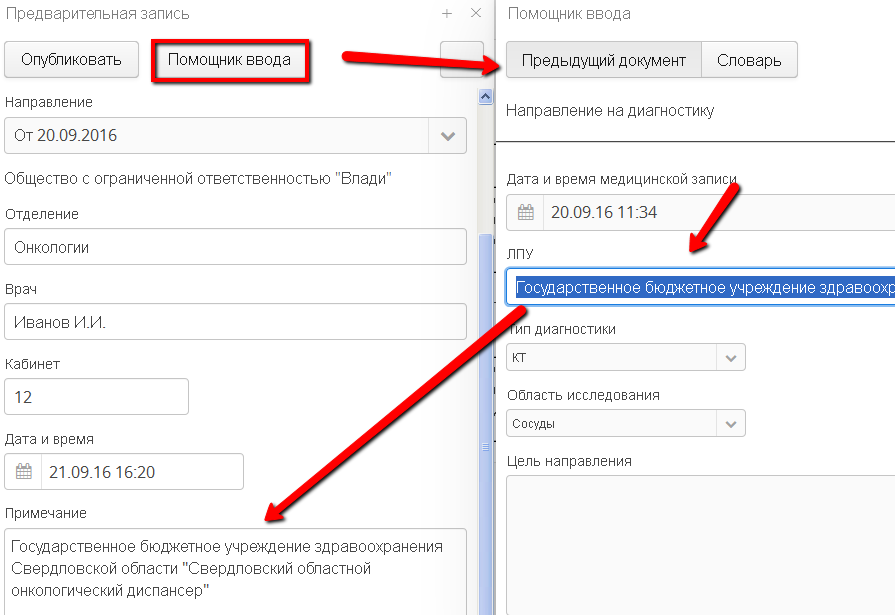 Предварительная запись
Опубликовать
Помощник ввода
Направление
От 20.09.2016
Общество с ограниченной ответственностью "Влади"
Отделение
Онкологии
Врач
Иванов И.И.
Кабинет
12
Дата и время
21.09.16 16:20
Примечание
Государственное бюджетное учреждение здравоохранения
Свердловской области "Свердловский областной
онкологический диспансер"
Помощник ввода
Предыдущий документ
Словарь
Направление на диагностику
Дата и время медицинской записи
20.09.16 11:34
ЛПУ
Государственное бюджетное учреждение здравоохр
Тип диагностики
КТ
Область исследования
Сосуды
Цель направления